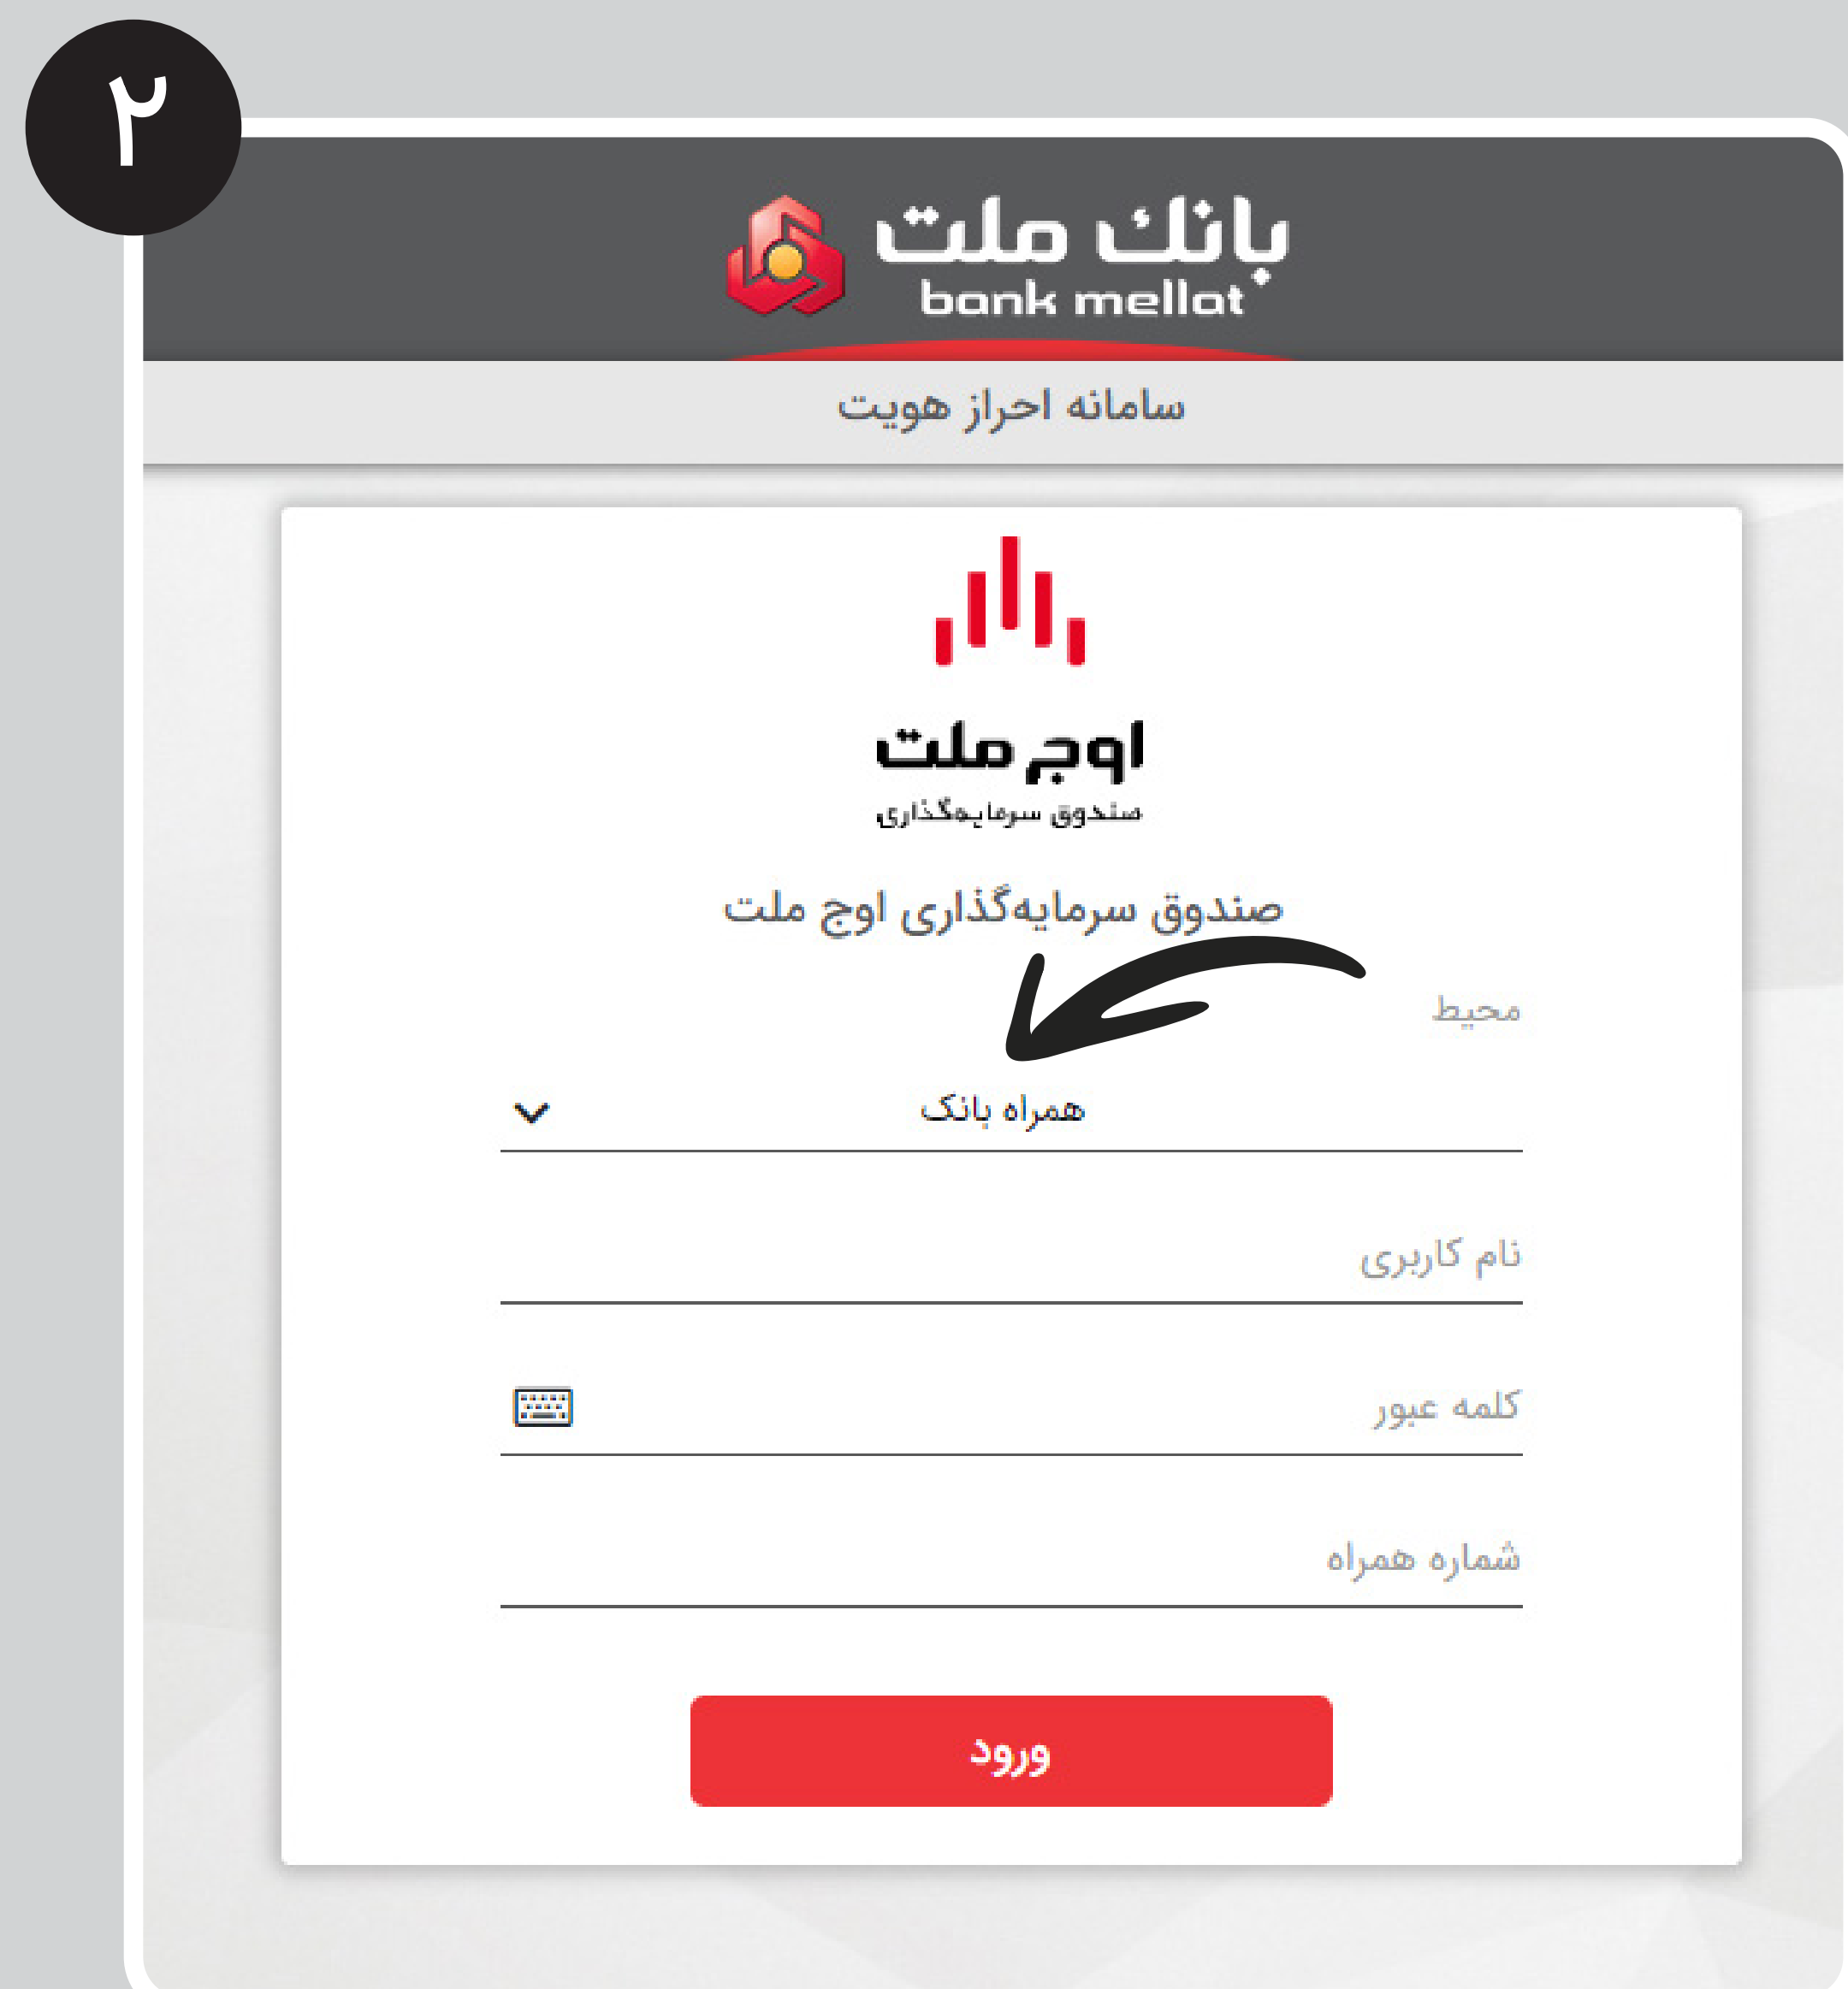 ۲
بانك ملت
bank mellat
سامانه احراز هویت
اوج ملت
صندوق سرمایه‌گذاری
صندوق سرمایه‌گذاری اوج ملت
محیط
همراه بانک
نام کاربری
کلمه عبور
شماره همراه
ورود